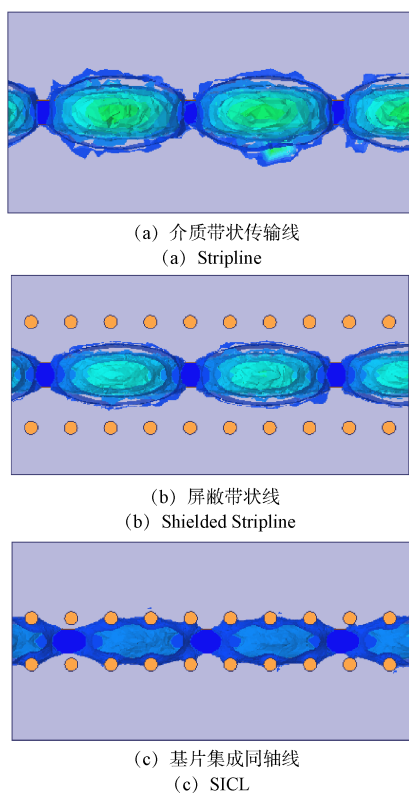 （a）介质带状传输线
（a）Stripline
（b）屏敝带状线
（b）Shielded Stripline
（c）基片集成同轴线
（c）SICL